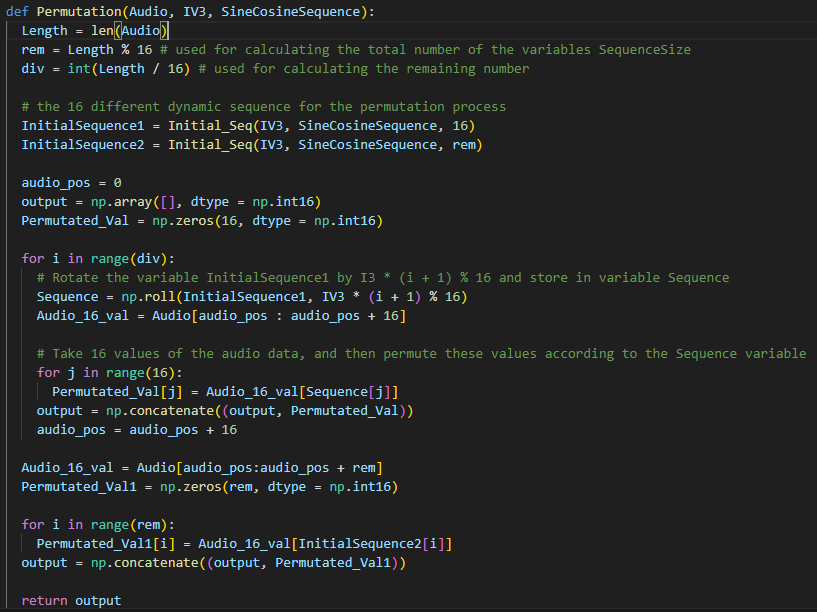 def Permutation(Audio, IV3, SineCosineSequence):
  Length = len(Audio)
  rem = Length % 16 # used for calculating the total number of the variables SequenceSize
  div = int(Length / 16) # used for calculating the remaining number

  # the 16 different dynamic sequence for the permutation process
  InitialSequence1 = Initial_Seq(IV3, SineCosineSequence, 16)
  InitialSequence2 = Initial_Seq(IV3, SineCosineSequence, rem)

  audio_pos = 0
  output = np.array([], dtype = np.int16)
  Permutated_Val = np.zeros(16, dtype = np.int16)

  for i in range(div):
    # Rotate the variable InitialSequence1 by I3 * (i + 1) % 16 and store in variable Sequence
    Sequence = np.roll(InitialSequence1, IV3 * (i + 1) % 16)
    Audio_16_val = Audio[audio_pos : audio_pos + 16]

    # Take 16 values of the audio data, and then permute these values according to the Sequence variable
    for j in range(16):
      Permutated_Val[j] = Audio_16_val[Sequence[j]]
    output = np.concatenate((output, Permutated_Val))
    audio_pos = audio_pos + 16

  Audio_16_val = Audio[audio_pos:audio_pos + rem]
  Permutated_Val1 = np.zeros(rem, dtype = np.int16)

  for i in range(rem):
    Permutated_Val1[i] = Audio_16_val[InitialSequence2[i]]
  output = np.concatenate((output, Permutated_Val1))

  return output